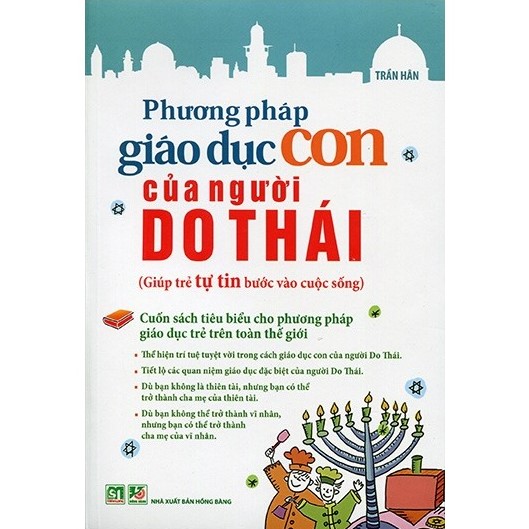 TRẦN HÂN
Phương pháp
giáo dục con
của người
DO THÁI
(Giúp trẻ tự tin bước vào cuộc sống)
Cuốn sách tiêu biểu cho phương pháp
giáo dục trẻ trên toàn thế giới
• Thể hiện trí tuệ tuyệt vời trong cách giáo dục con của người Do Thái.
• Tiết lộ các quan niệm giáo dục đặc biệt của người Do Thái.
• Dù bạn không là thiên tài, nhưng bạn có thể
trở thành cha mẹ của thiên tài.
• Dù bạn không thể trở thành vĩ nhân,
nhưng bạn có thể trở thành
cha mẹ của vĩ nhân.
NHÀ XUẤT BẢN HỒNG BÀNG